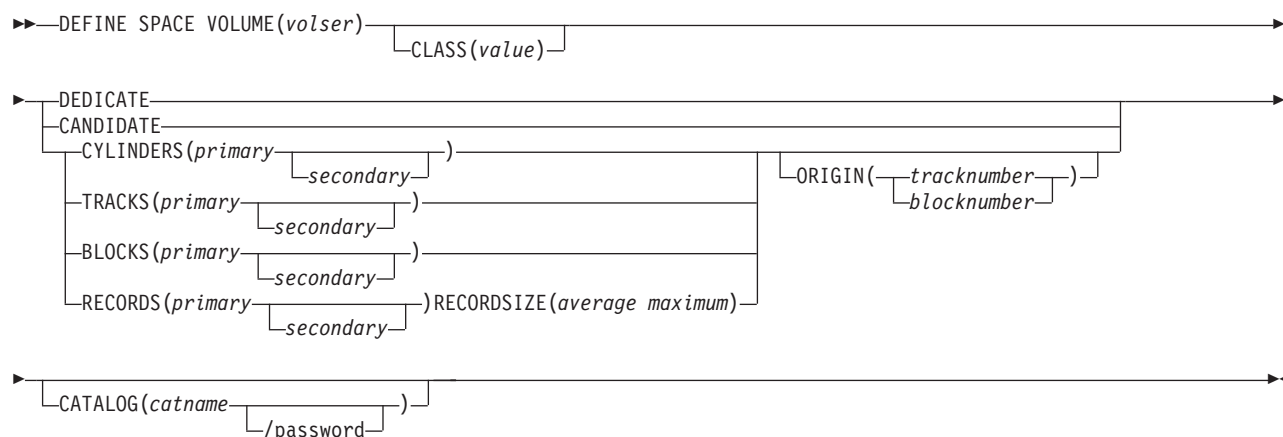 DEFINE SPACE VOLUME(volser)
CLASS(value)
DEDICATE
CANDIDATE
CYLINDERS(primary )
secondary
TRACKS(primary )
secondary
BLOCKS(primary )
secondary
RECORDS(primary )RECORDSIZE(average maximum)
secondary
ORIGIN( tracknumber )
blocknumber
CATALOG(catname )
/password